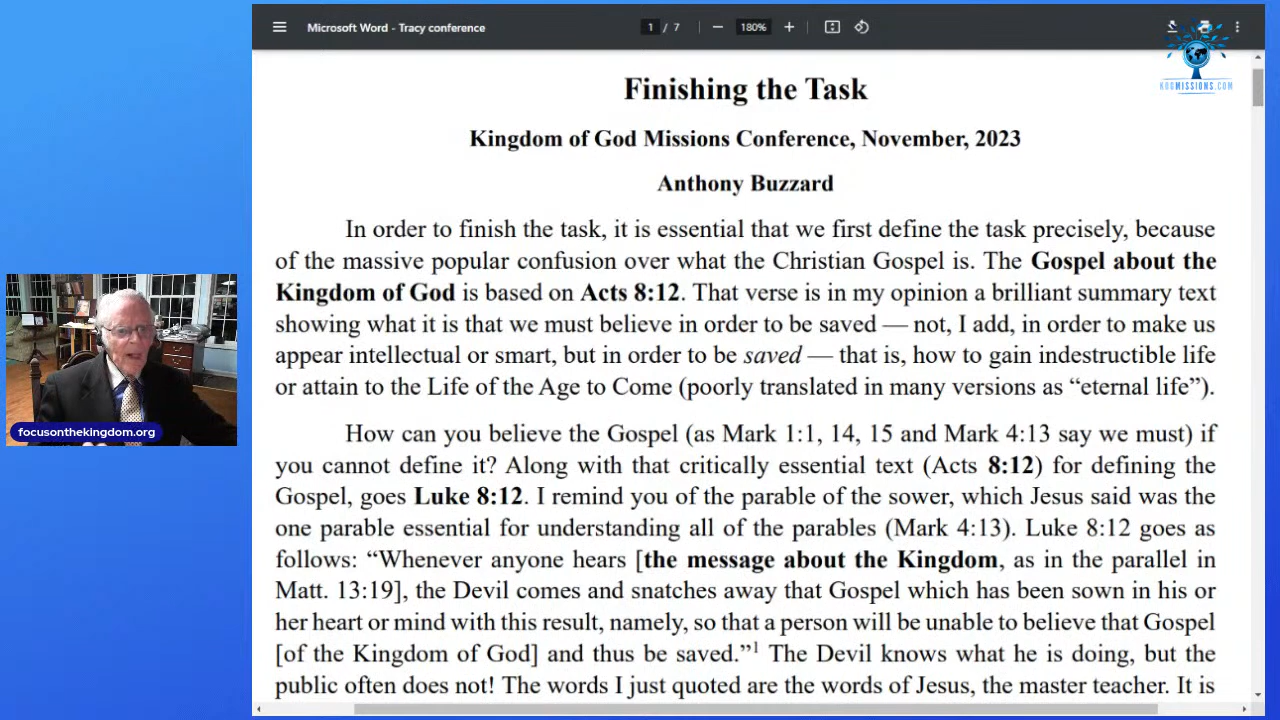 Microsoft Word - Tracy conference
1 / 7
180%
KOGMISSIONS.COM
Finishing the Task
Kingdom of God Missions Conference, November, 2023
Anthony Buzzard
In order to finish the task, it is essential that we first define the task precisely, because
of the massive popular confusion over what the Christian Gospel is. The Gospel about the
Kingdom of God is based on Acts 8:12. That verse is in my opinion a brilliant summary text
showing what it is that we must believe in order to be saved — not, I add, in order to make us
appear intellectual or smart, but in order to be saved — that is, how to gain indestructible life
or attain to the Life of the Age to Come (poorly translated in many versions as “eternal life”).
How can you believe the Gospel (as Mark 1:1, 14, 15 and Mark 4:13 say we must) if
you cannot define it? Along with that critically essential text (Acts 8:12) for defining the
Gospel, goes Luke 8:12. I remind you of the parable of the sower, which Jesus said was the
one parable essential for understanding all of the parables (Mark 4:13). Luke 8:12 goes as
follows: “Whenever anyone hears [the message about the Kingdom, as in the parallel in
Matt. 13:19], the Devil comes and snatches away that Gospel which has been sown in his or
her heart or mind with this result, namely, so that a person will be unable to believe that Gospel
[of the Kingdom of God] and thus be saved.”1 The Devil knows what he is doing, but the
public often does not! The words I just quoted are the words of Jesus, the master teacher. It is
focusonthekingdom.org